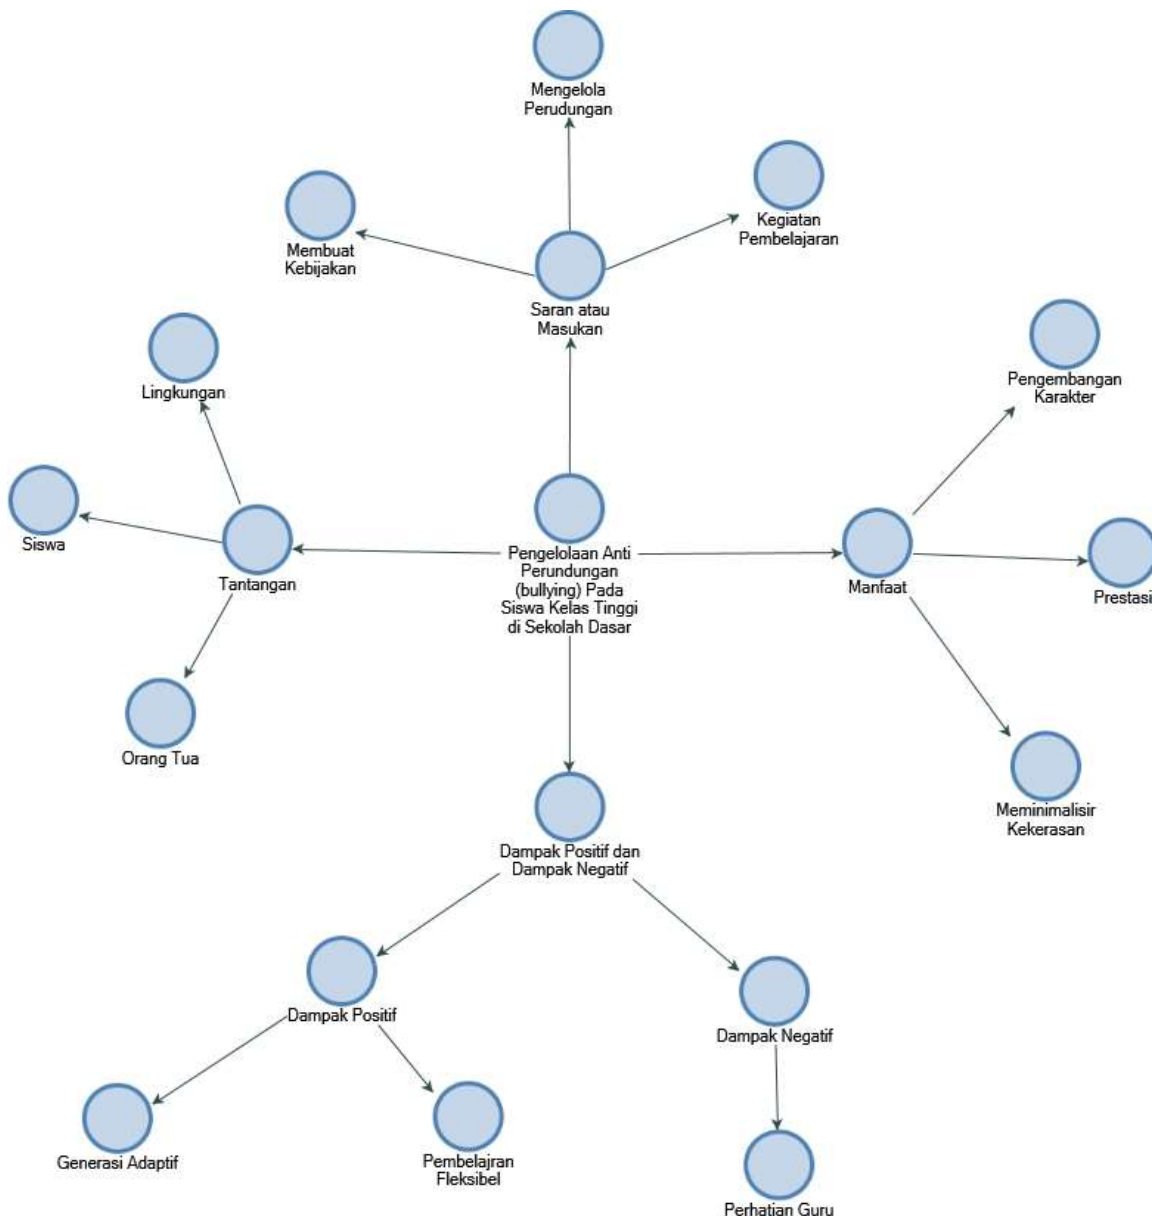 Mengelola
Perudungan
Kegiatan
Pembelajaran
Membuat
Kebijakan
Saran atau
Masukan
Lingkungan
Pengembangan
Karakter
Siswa
Tantangan
Pengelolaan Anti
Perundungan
(bullying) Pada
Siswa Kelas Tinggi
di Sekolah Dasar
Manfaat
Prestasi
Orang Tua
Meminimalisir
Kekerasan
Dampak Positif dan
Dampak Negatif
Dampak Positif
Dampak Negatif
Generasi Adaptif
Pembelajran
Fleksibel
Perhatian Guru